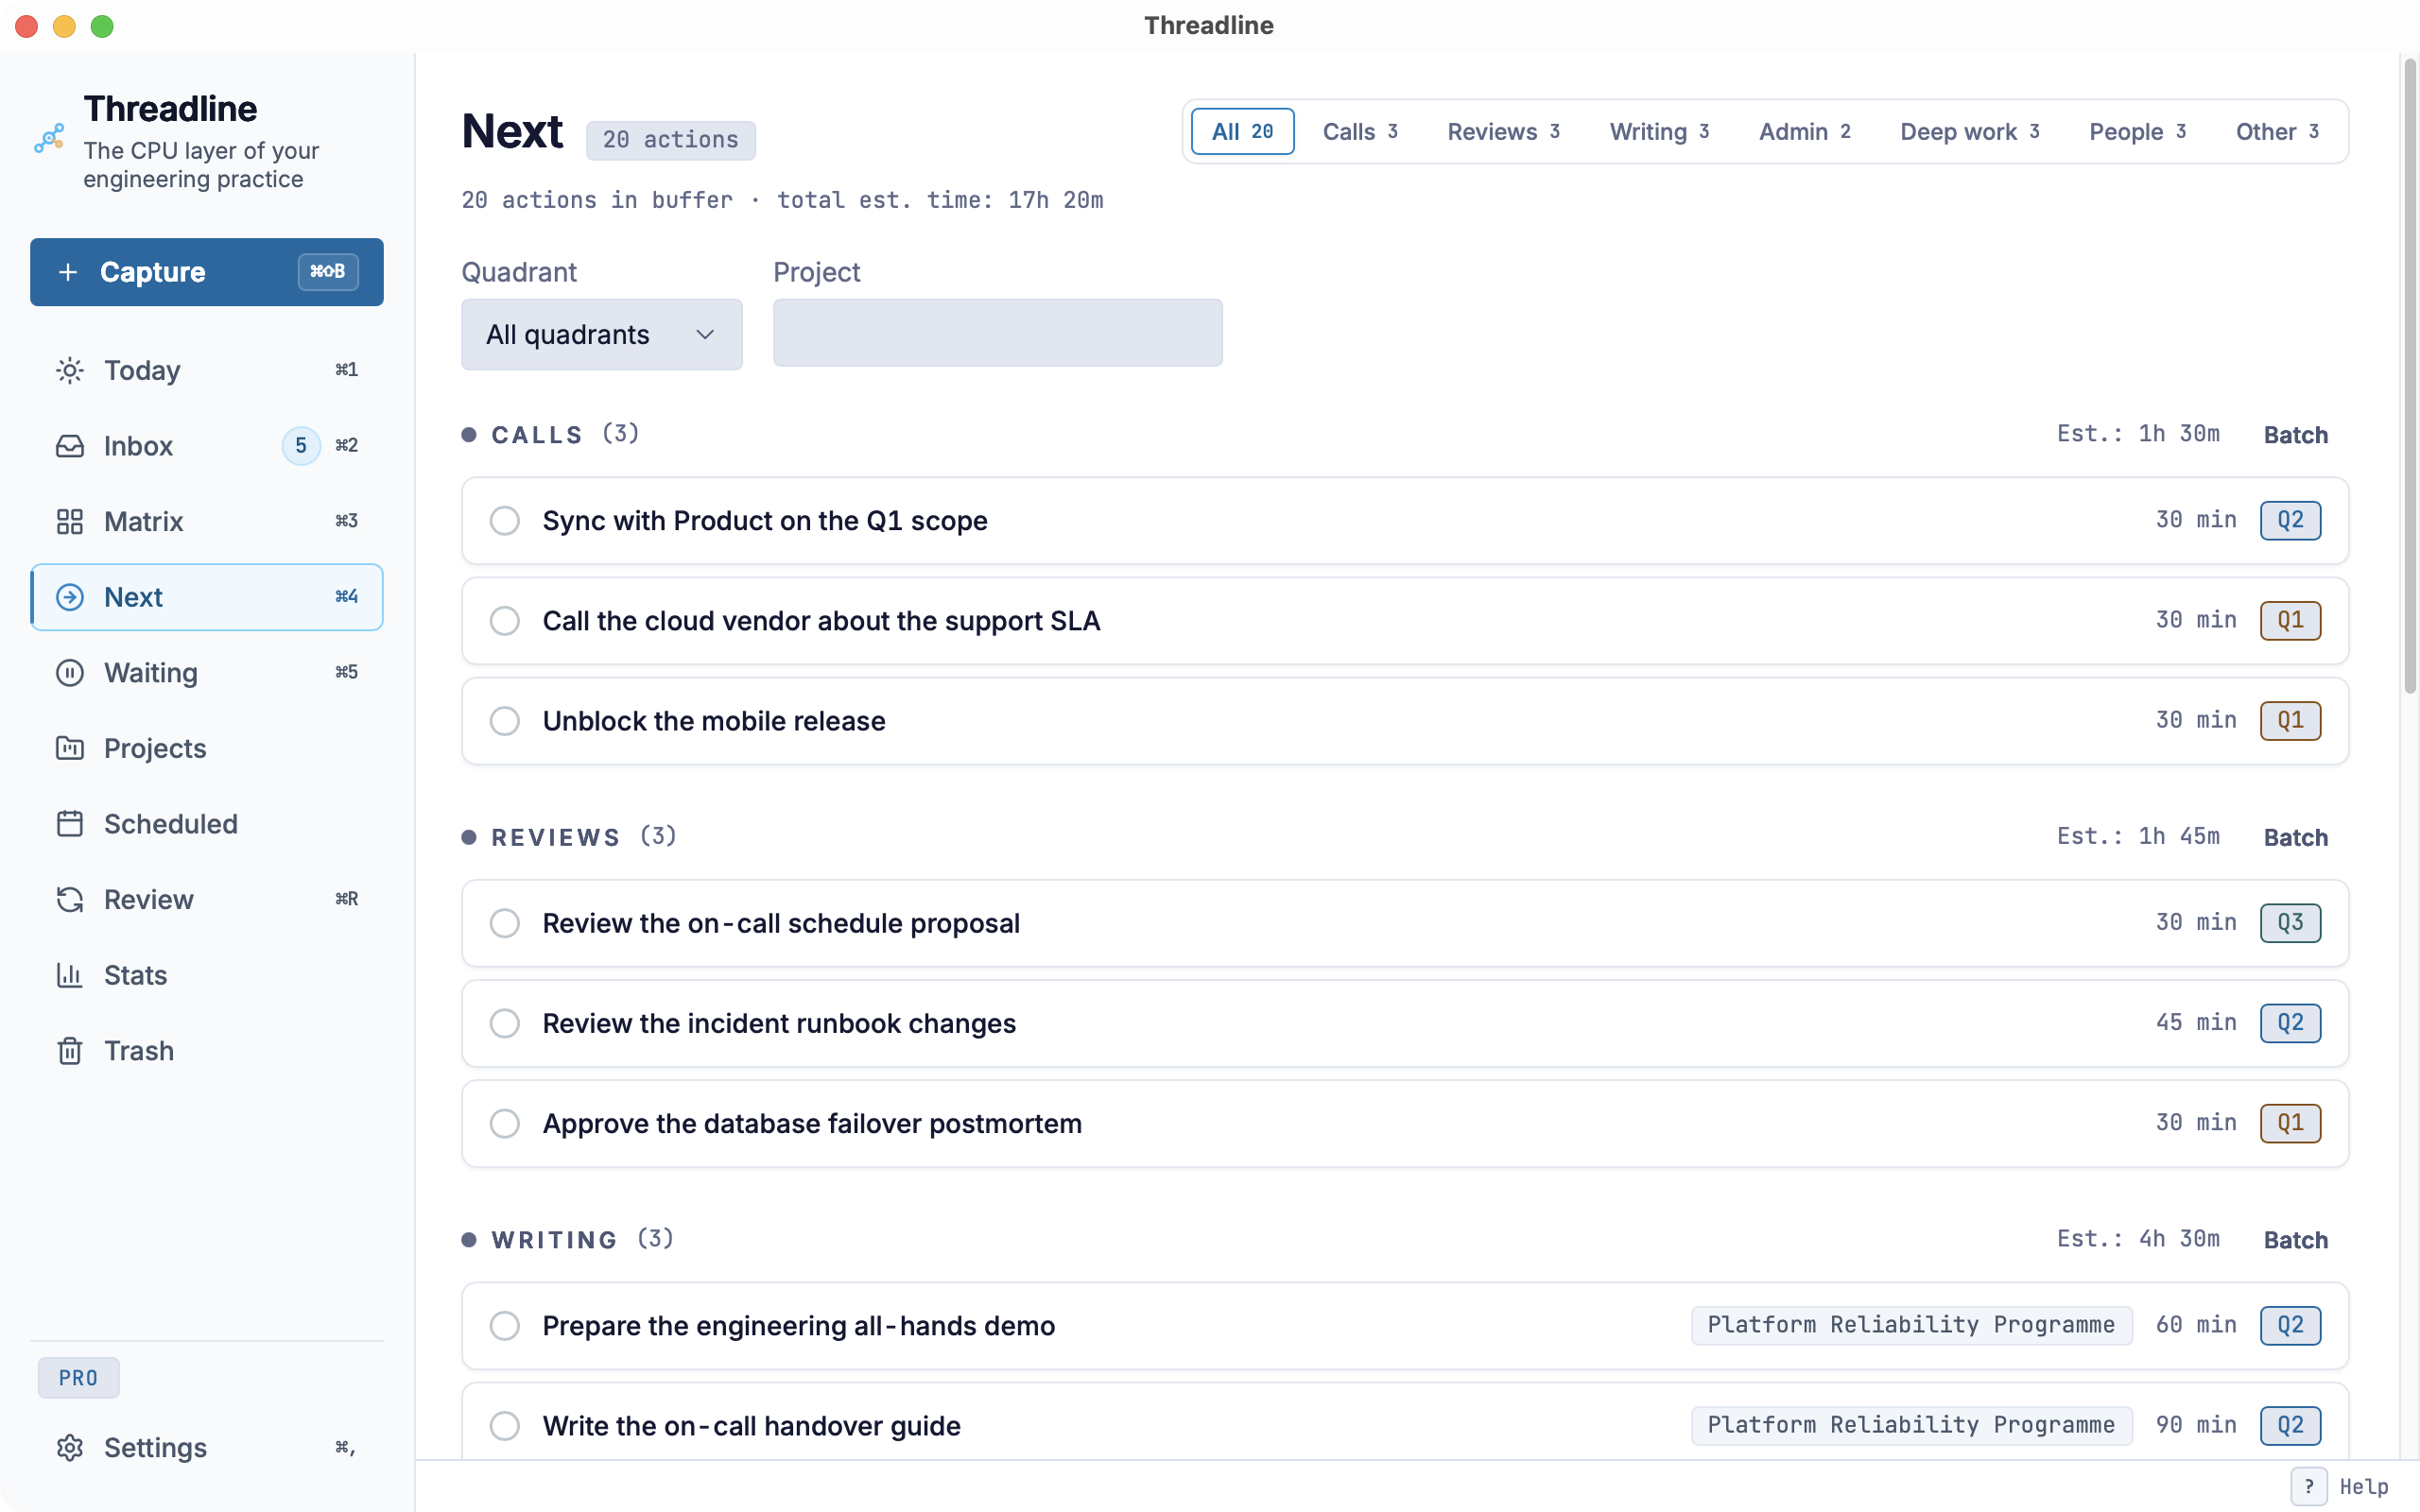 Threadline
Threadline
The CPU layer of your
engineering practice
+ Capture ⌘⇧B
Today ⌘1
Inbox 5 ⌘2
Matrix ⌘3
Next ⌘4
Waiting ⌘5
Projects
Scheduled
Review ⌘R
Stats
Trash
PRO
Settings ⌘,
Next 20 actions
All 20 Calls 3 Reviews 3 Writing 3 Admin 2 Deep work 3 People 3 Other 3
20 actions in buffer · total est. time: 17h 20m
Quadrant Project
All quadrants
CALLS (3) Est.: 1h 30m Batch
Sync with Product on the Q1 scope 30 min Q2
Call the cloud vendor about the support SLA 30 min Q1
Unblock the mobile release 30 min Q1
REVIEWS (3) Est.: 1h 45m Batch
Review the on-call schedule proposal 30 min Q3
Review the incident runbook changes 45 min Q2
Approve the database failover postmortem 30 min Q1
WRITING (3) Est.: 4h 30m Batch
Prepare the engineering all-hands demo Platform Reliability Programme 60 min Q2
Write the on-call handover guide Platform Reliability Programme 90 min Q2
? Help